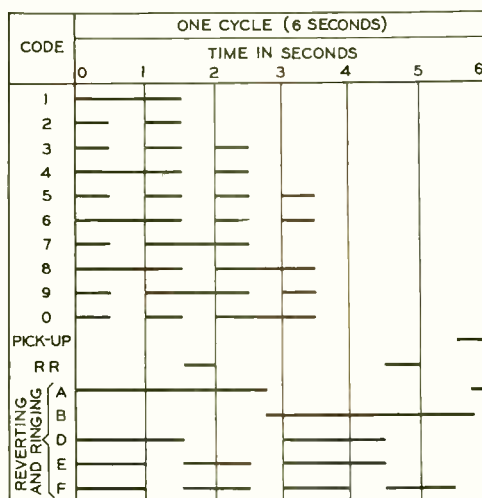 ONE CYCLE (6 SECONDS)
CODE
TIME IN SECONDS
0 1 2 3 4 5 6
1
2
3
4
5
6
7
8
9
0
PICK-UP
RR
REVERTING
AND RINGING
A
B
D
E
F